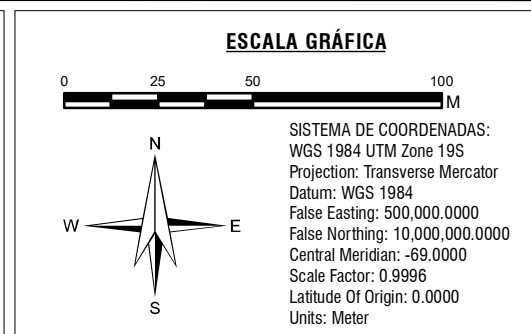 ESCALA GRÁFICA
0 25 50 100
M
N
W E
S
SISTEMA DE COORDENADAS:
WGS 1984 UTM Zone 19S
Projection: Transverse Mercator
Datum: WGS 1984
False Easting: 500,000.0000
False Northing: 10,000,000.0000
Central Meridian: -69.0000
Scale Factor: 0.9996
Latitude Of Origin: 0.0000
Units: Meter